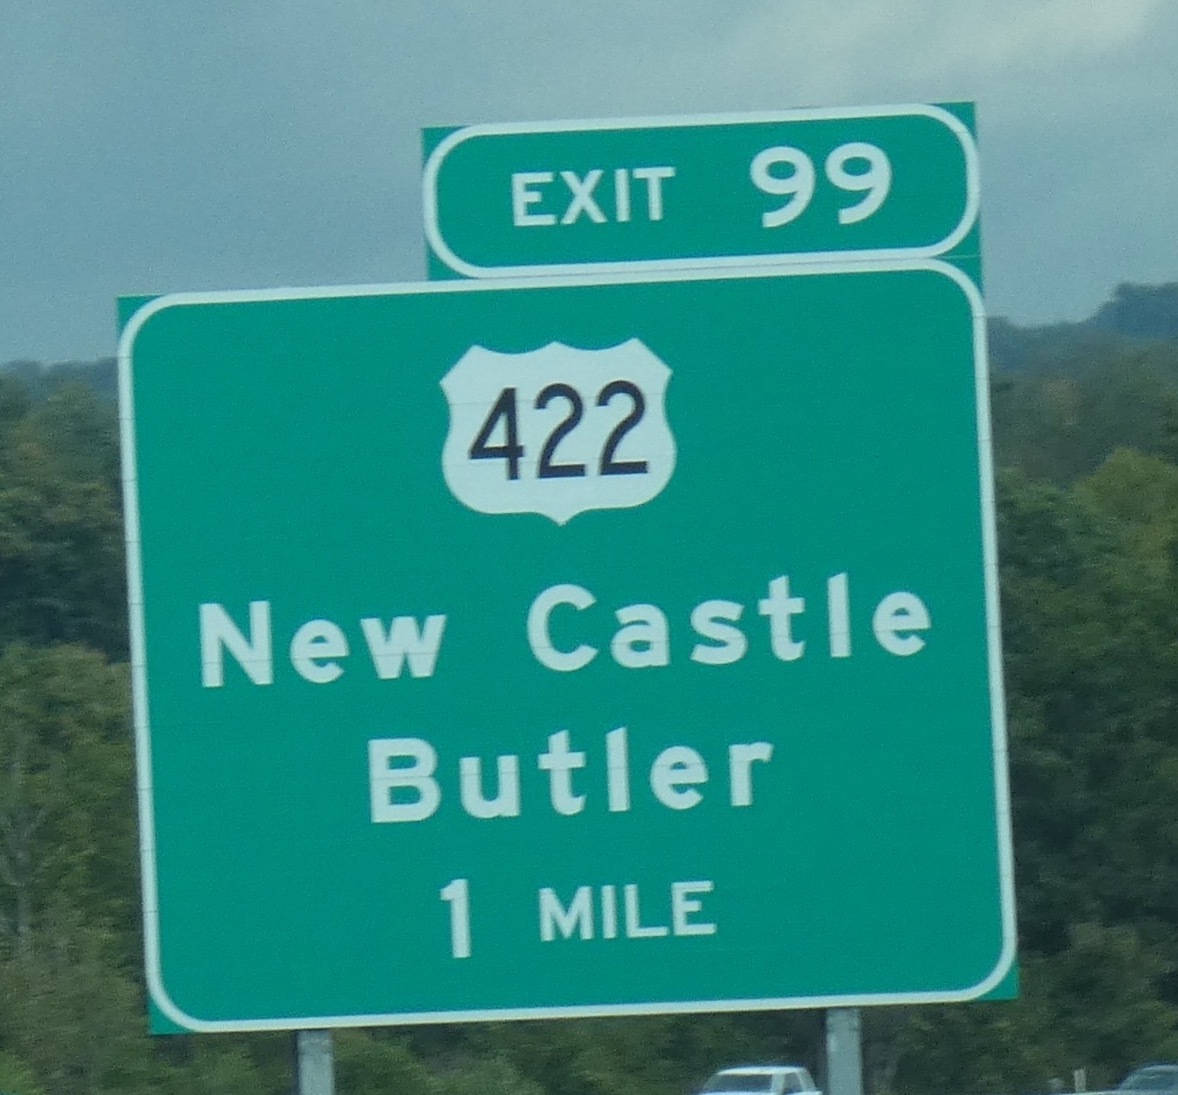 EXIT 99
422
New Castle
Butler
1 MILE